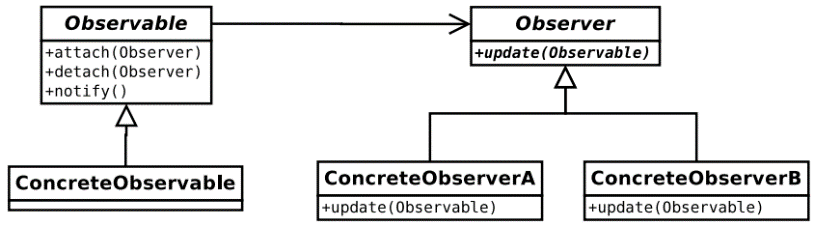 Observable
+attach(Observer)
+detach(Observer)
+notify()
Observer
+update(Observable)
ConcreteObservable
ConcreteObserverA
+update(Observable)
ConcreteObserverB
+update(Observable)